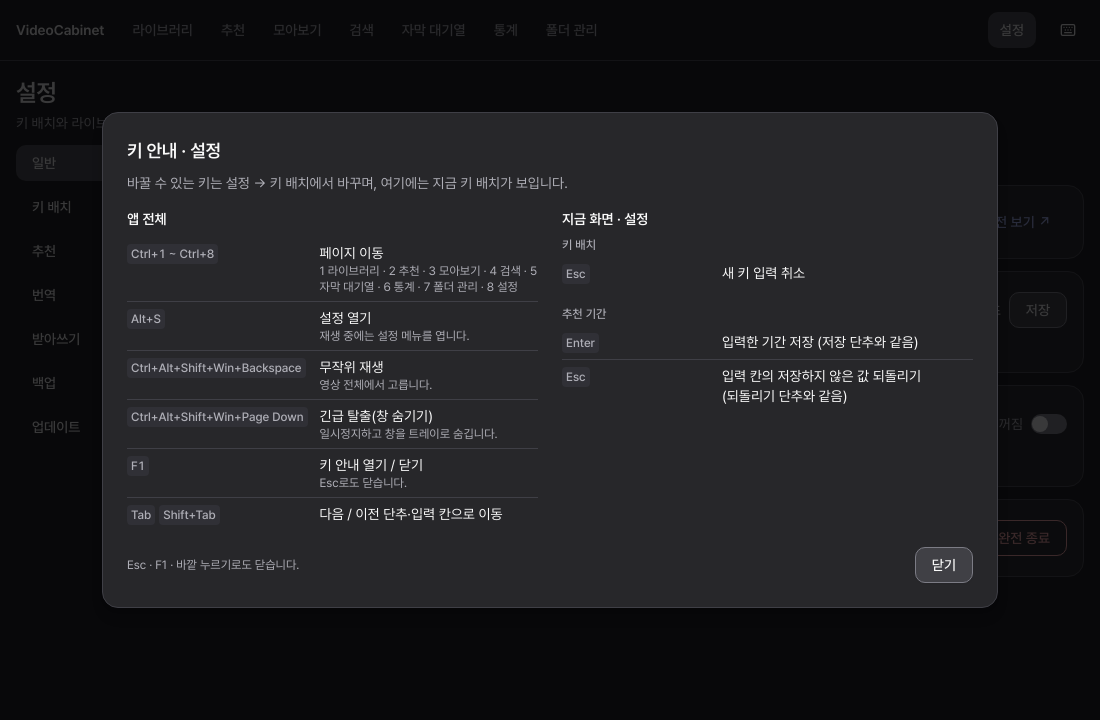 VideoCabinet 라이브러리 추천 모아보기 검색 자막 대기열 통계 폴더 관리 설정
설정
키 배치와 라이브
일반
키 배치
추천
번역
받아쓰기
백업
업데이트
키 안내 · 설정
바꿀 수 있는 키는 설정 → 키 배치에서 바꾸며, 여기에는 지금 키 배치가 보입니다.
앱 전체
Ctrl+1 ~ Ctrl+8 페이지 이동
1 라이브러리 · 2 추천 · 3 모아보기 · 4 검색 · 5
자막 대기열 · 6 통계 · 7 폴더 관리 · 8 설정
Alt+S 설정 열기
재생 중에는 설정 메뉴를 엽니다.
Ctrl+Alt+Shift+Win+Backspace 무작위 재생
영상 전체에서 고릅니다.
Ctrl+Alt+Shift+Win+Page Down 긴급 탈출(창 숨기기)
일시정지하고 창을 트레이로 숨깁니다.
F1 키 안내 열기 / 닫기
Esc로도 닫습니다.
Tab Shift+Tab 다음 / 이전 단추·입력 칸으로 이동
지금 화면 · 설정
키 배치
Esc 새 키 입력 취소
추천 기간
Enter 입력한 기간 저장 (저장 단추와 같음)
Esc 입력 칸의 저장하지 않은 값 되돌리기
(되돌리기 단추와 같음)
Esc · F1 · 바깥 누르기로도 닫습니다.
닫기
전 보기 ↗
저장
꺼짐
완전 종료